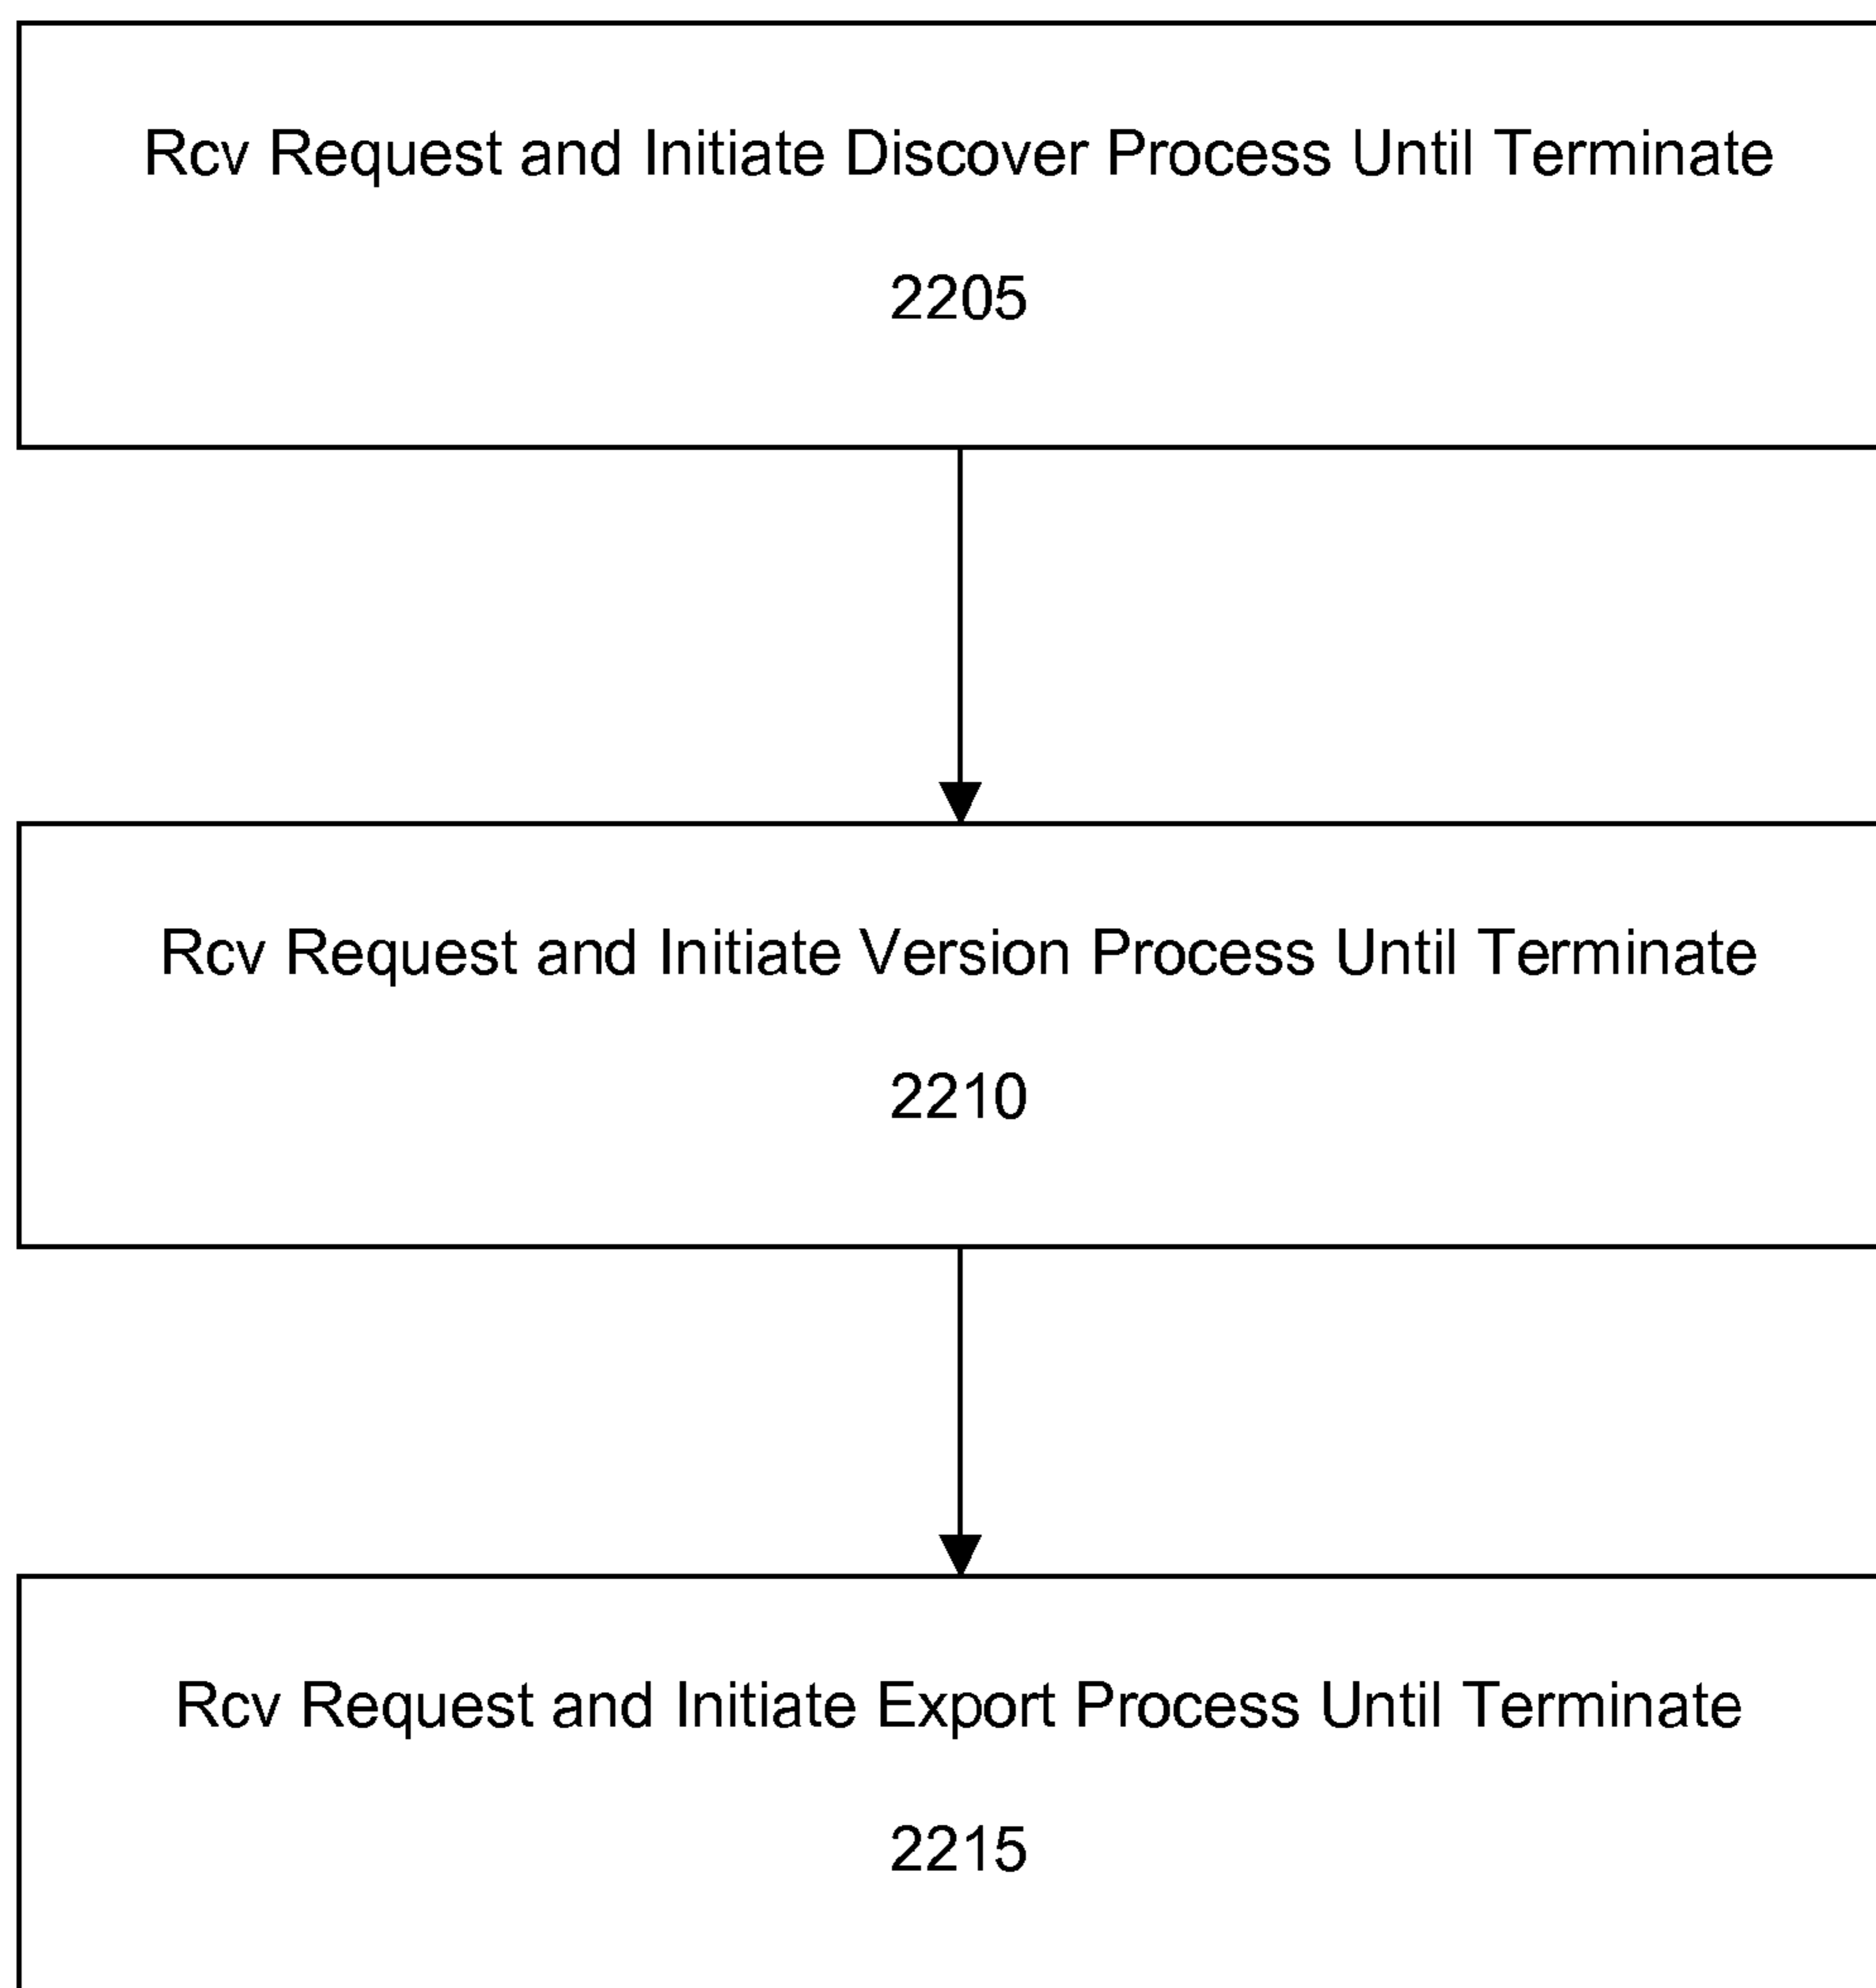 Rcv Request and Initiate Discover Process Until Terminate
2205
Rcv Request and Initiate Version Process Until Terminate
2210
Rcv Request and Initiate Export Process Until Terminate
2215